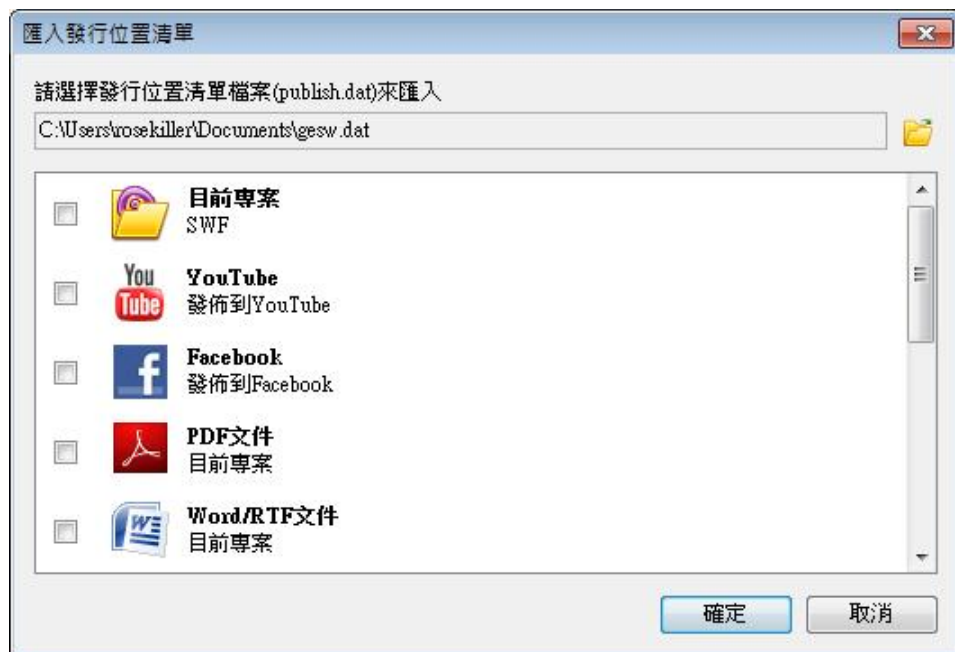 匯入發行位置清單
請選擇發行位置清單檔案(publish.dat)來匯入
C:\Users\rosekiller\Documents\gesw.dat
目前專案
SWF
You
Tube
YouTube
發佈到YouTube
f
Facebook
發佈到Facebook
PDF文件
目前專案
W
Word/RTF文件
目前專案
確定
取消